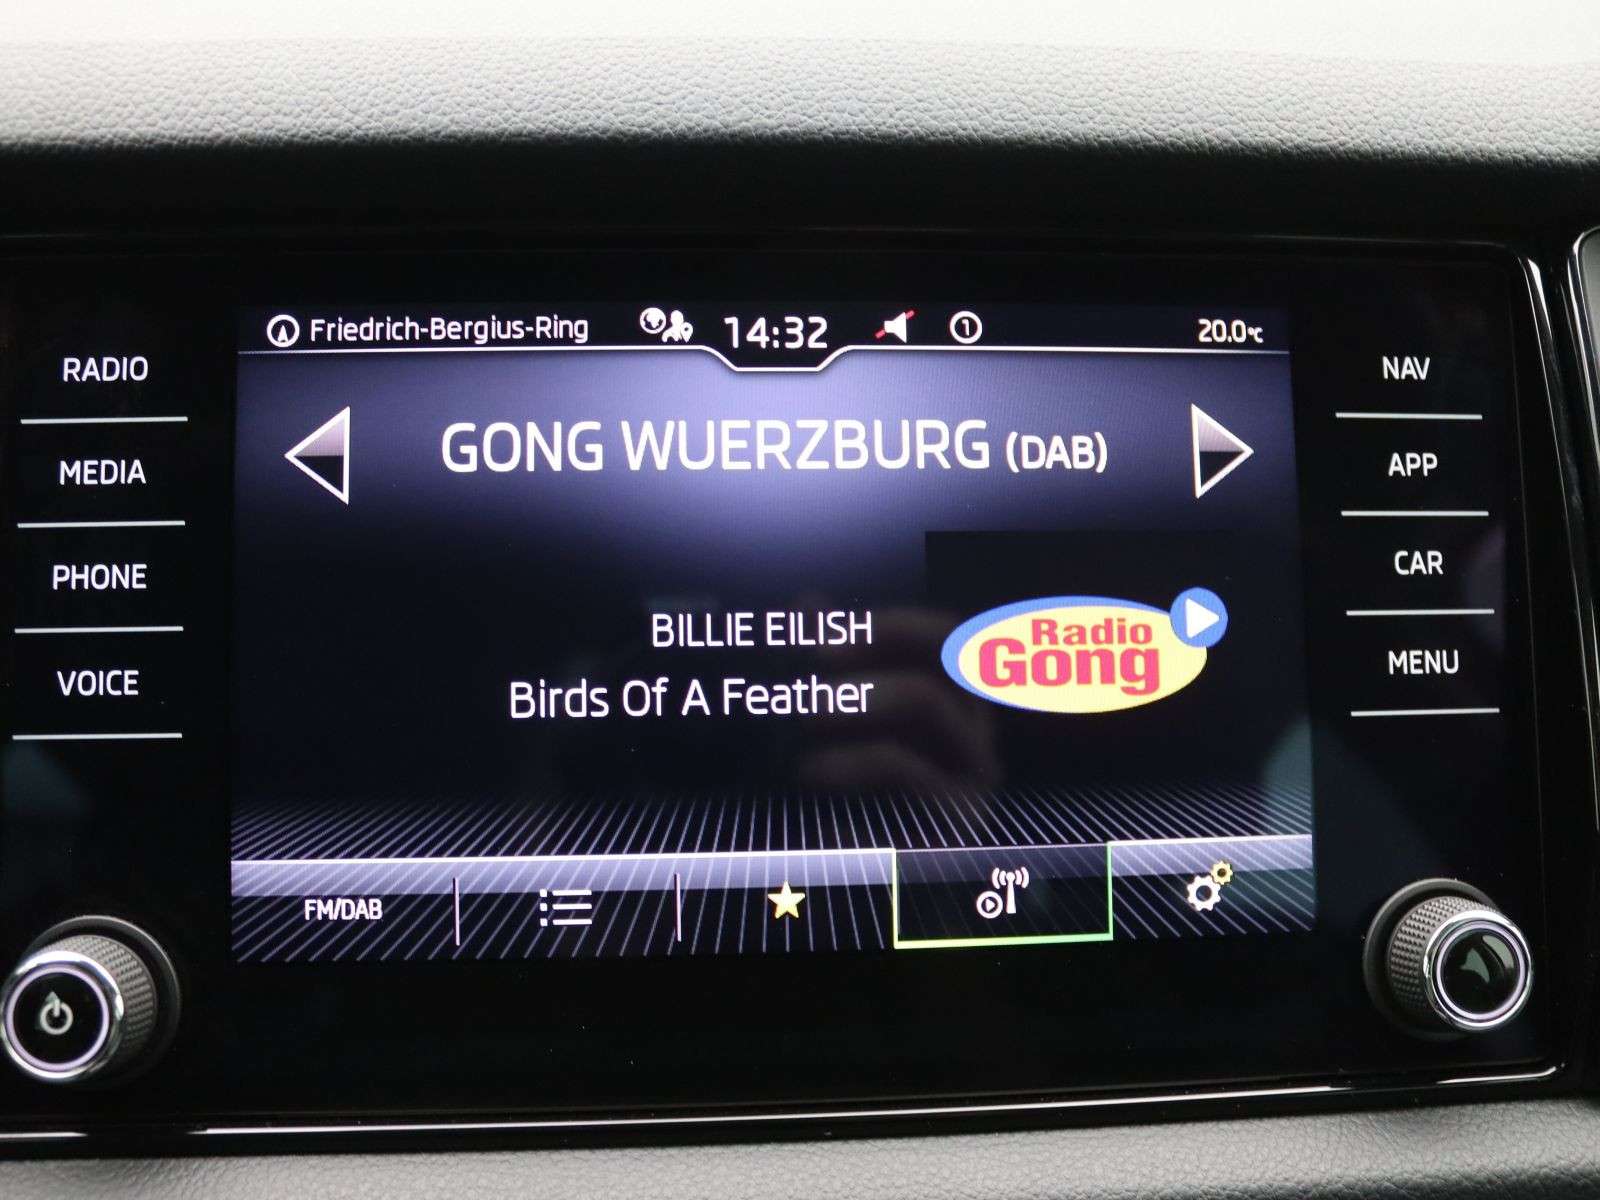 Friedrich-Bergius-Ring 14:32 1 20.0°C
GONG WUERZBURG (DAB)
BILLIE EILISH
Birds Of A Feather
Radio
Gong
FM/DAB
RADIO
MEDIA
PHONE
VOICE
NAV
APP
CAR
MENU